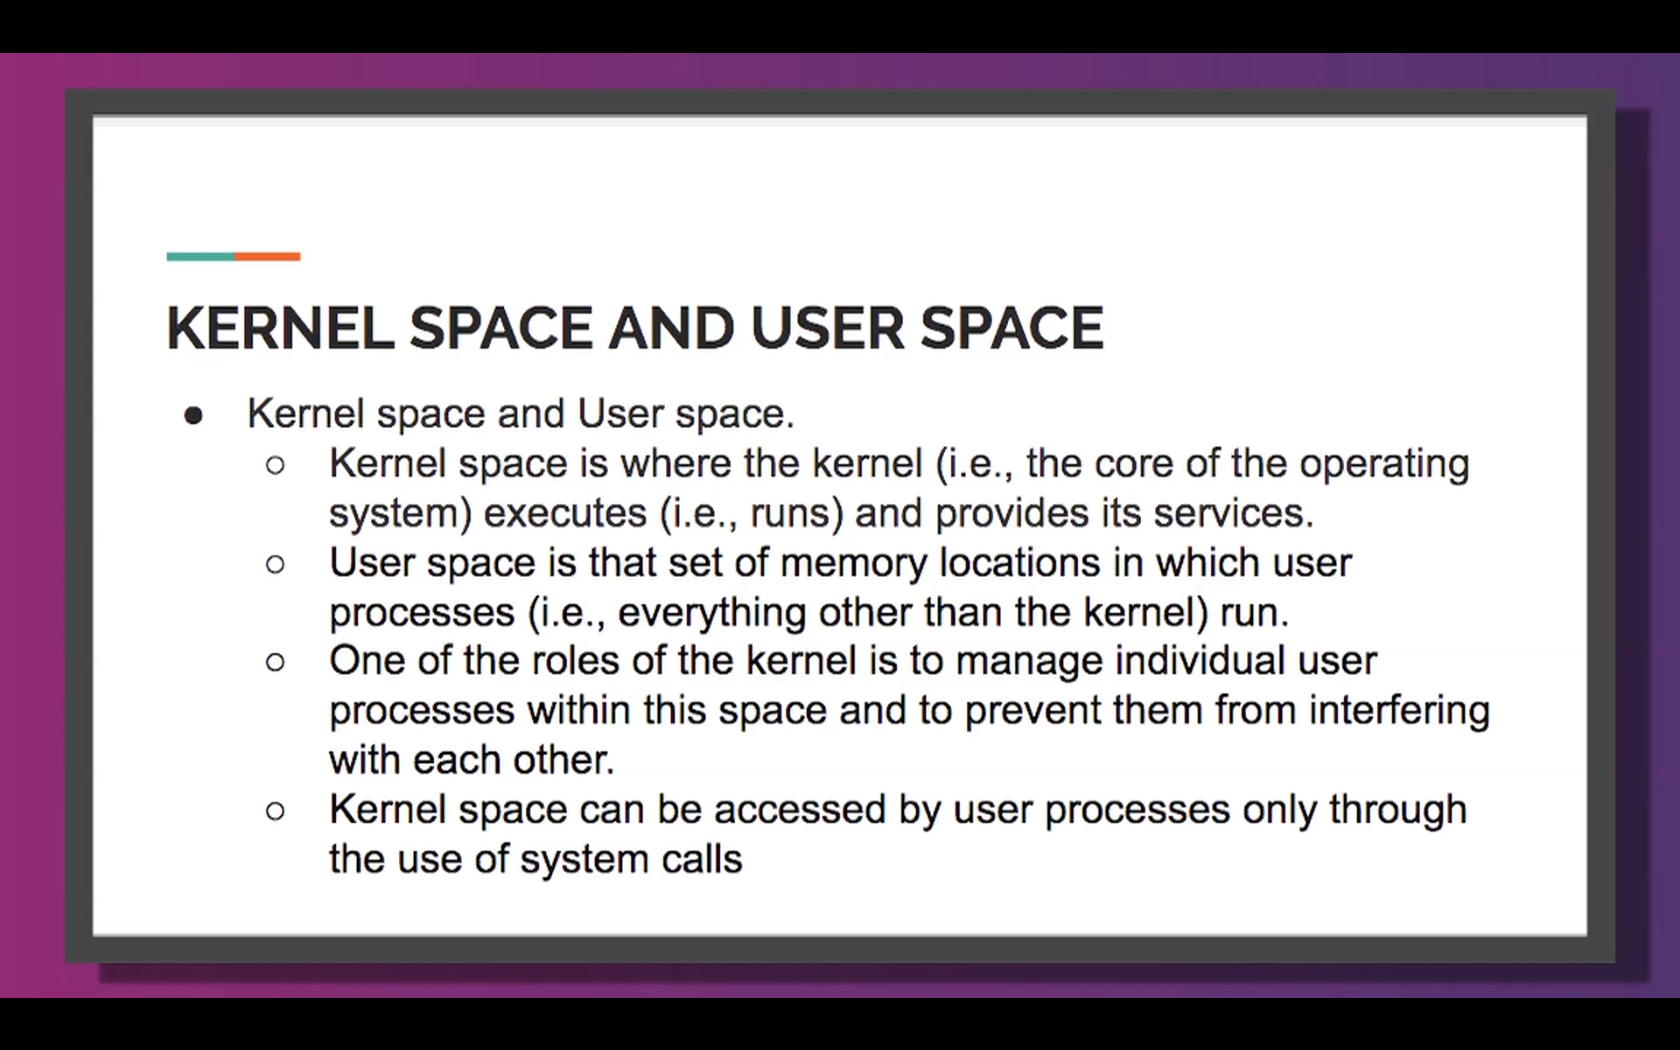 KERNEL SPACE AND USER SPACE
● Kernel space and User space.
○ Kernel space is where the kernel (i.e., the core of the operating
system) executes (i.e., runs) and provides its services.
○ User space is that set of memory locations in which user
processes (i.e., everything other than the kernel) run.
○ One of the roles of the kernel is to manage individual user
processes within this space and to prevent them from interfering
with each other.
○ Kernel space can be accessed by user processes only through
the use of system calls